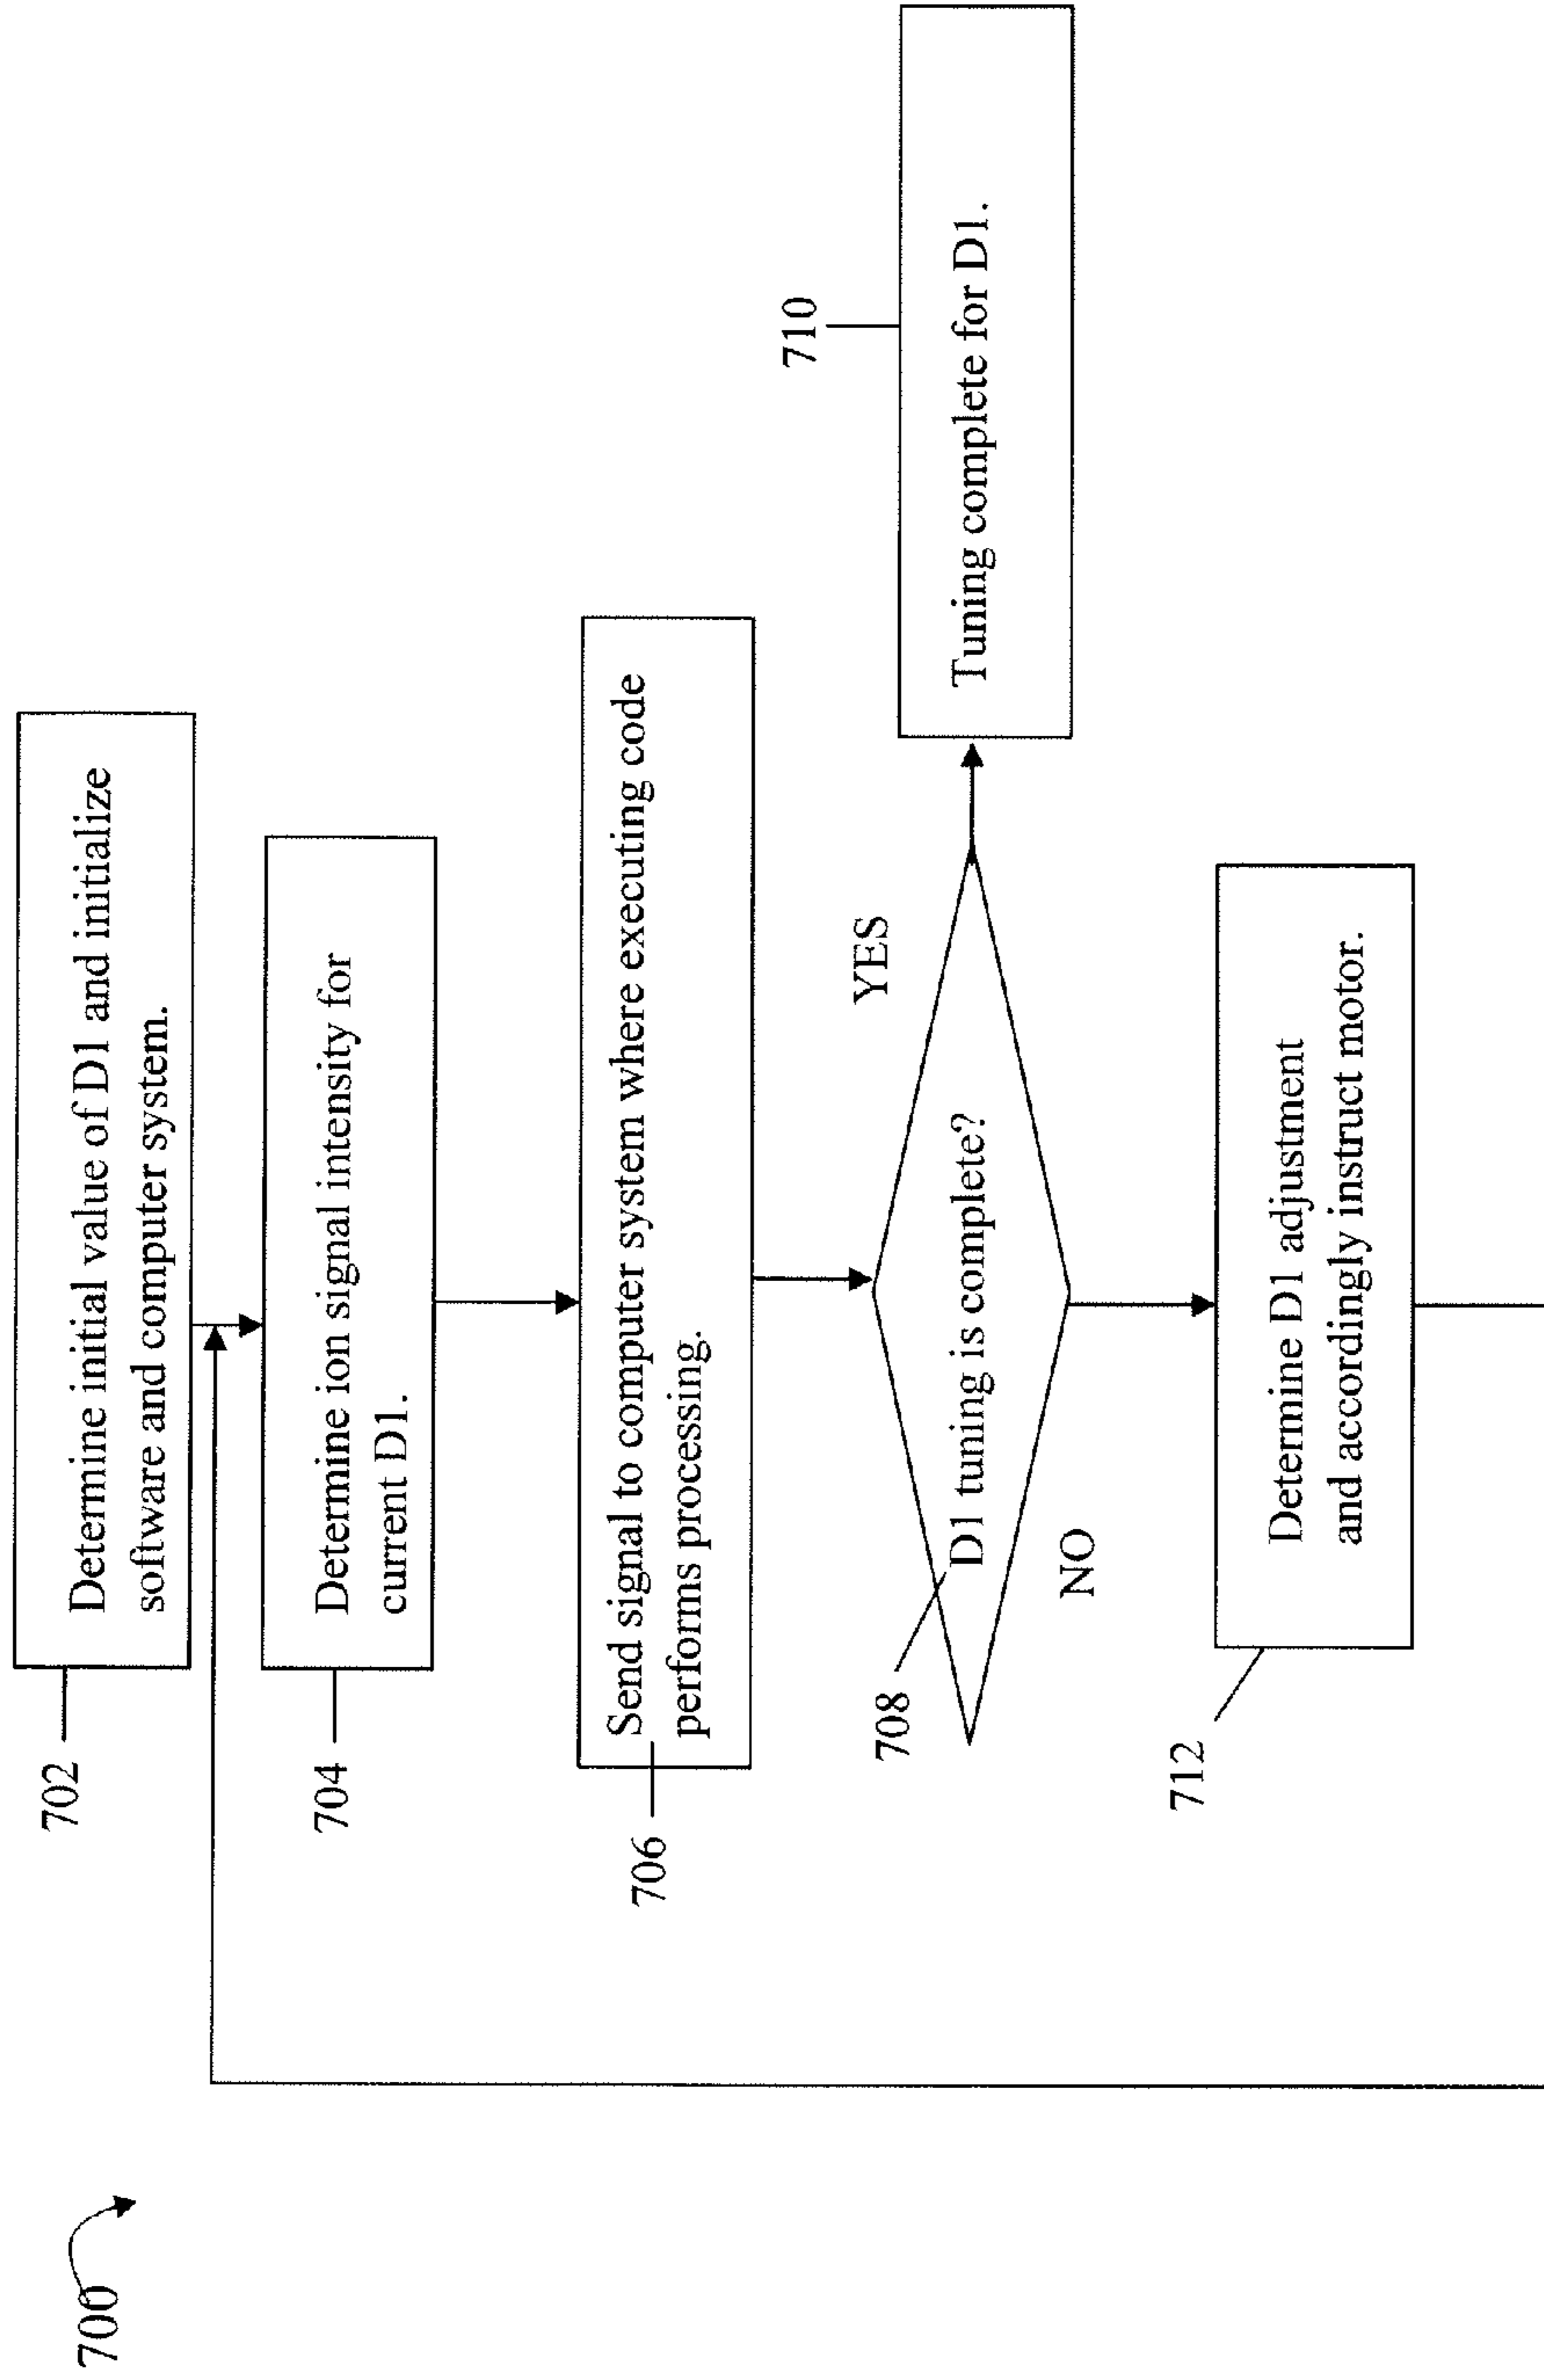 700
702
Determine initial value of D1 and initialize
software and computer system.
704
Determine ion signal intensity for
current D1.
706
Send signal to computer system where executing code
performs processing.
708
D1 tuning is complete?
YES
710
Tuning complete for D1.
NO
712
Determine D1 adjustment
and accordingly instruct motor.